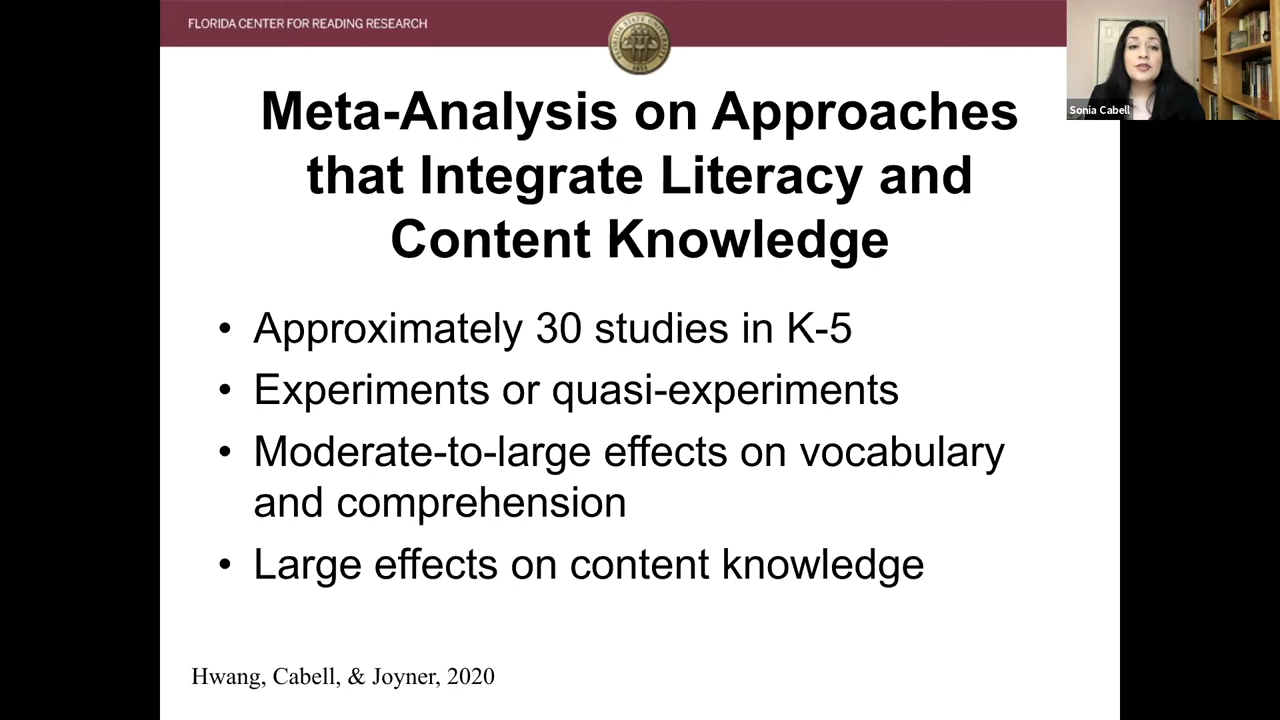 FLORIDA CENTER FOR READING RESEARCH
Sonia Cabell
Meta-Analysis on Approaches
that Integrate Literacy and
Content Knowledge
• Approximately 30 studies in K-5
• Experiments or quasi-experiments
• Moderate-to-large effects on vocabulary
and comprehension
• Large effects on content knowledge
Hwang, Cabell, & Joyner, 2020